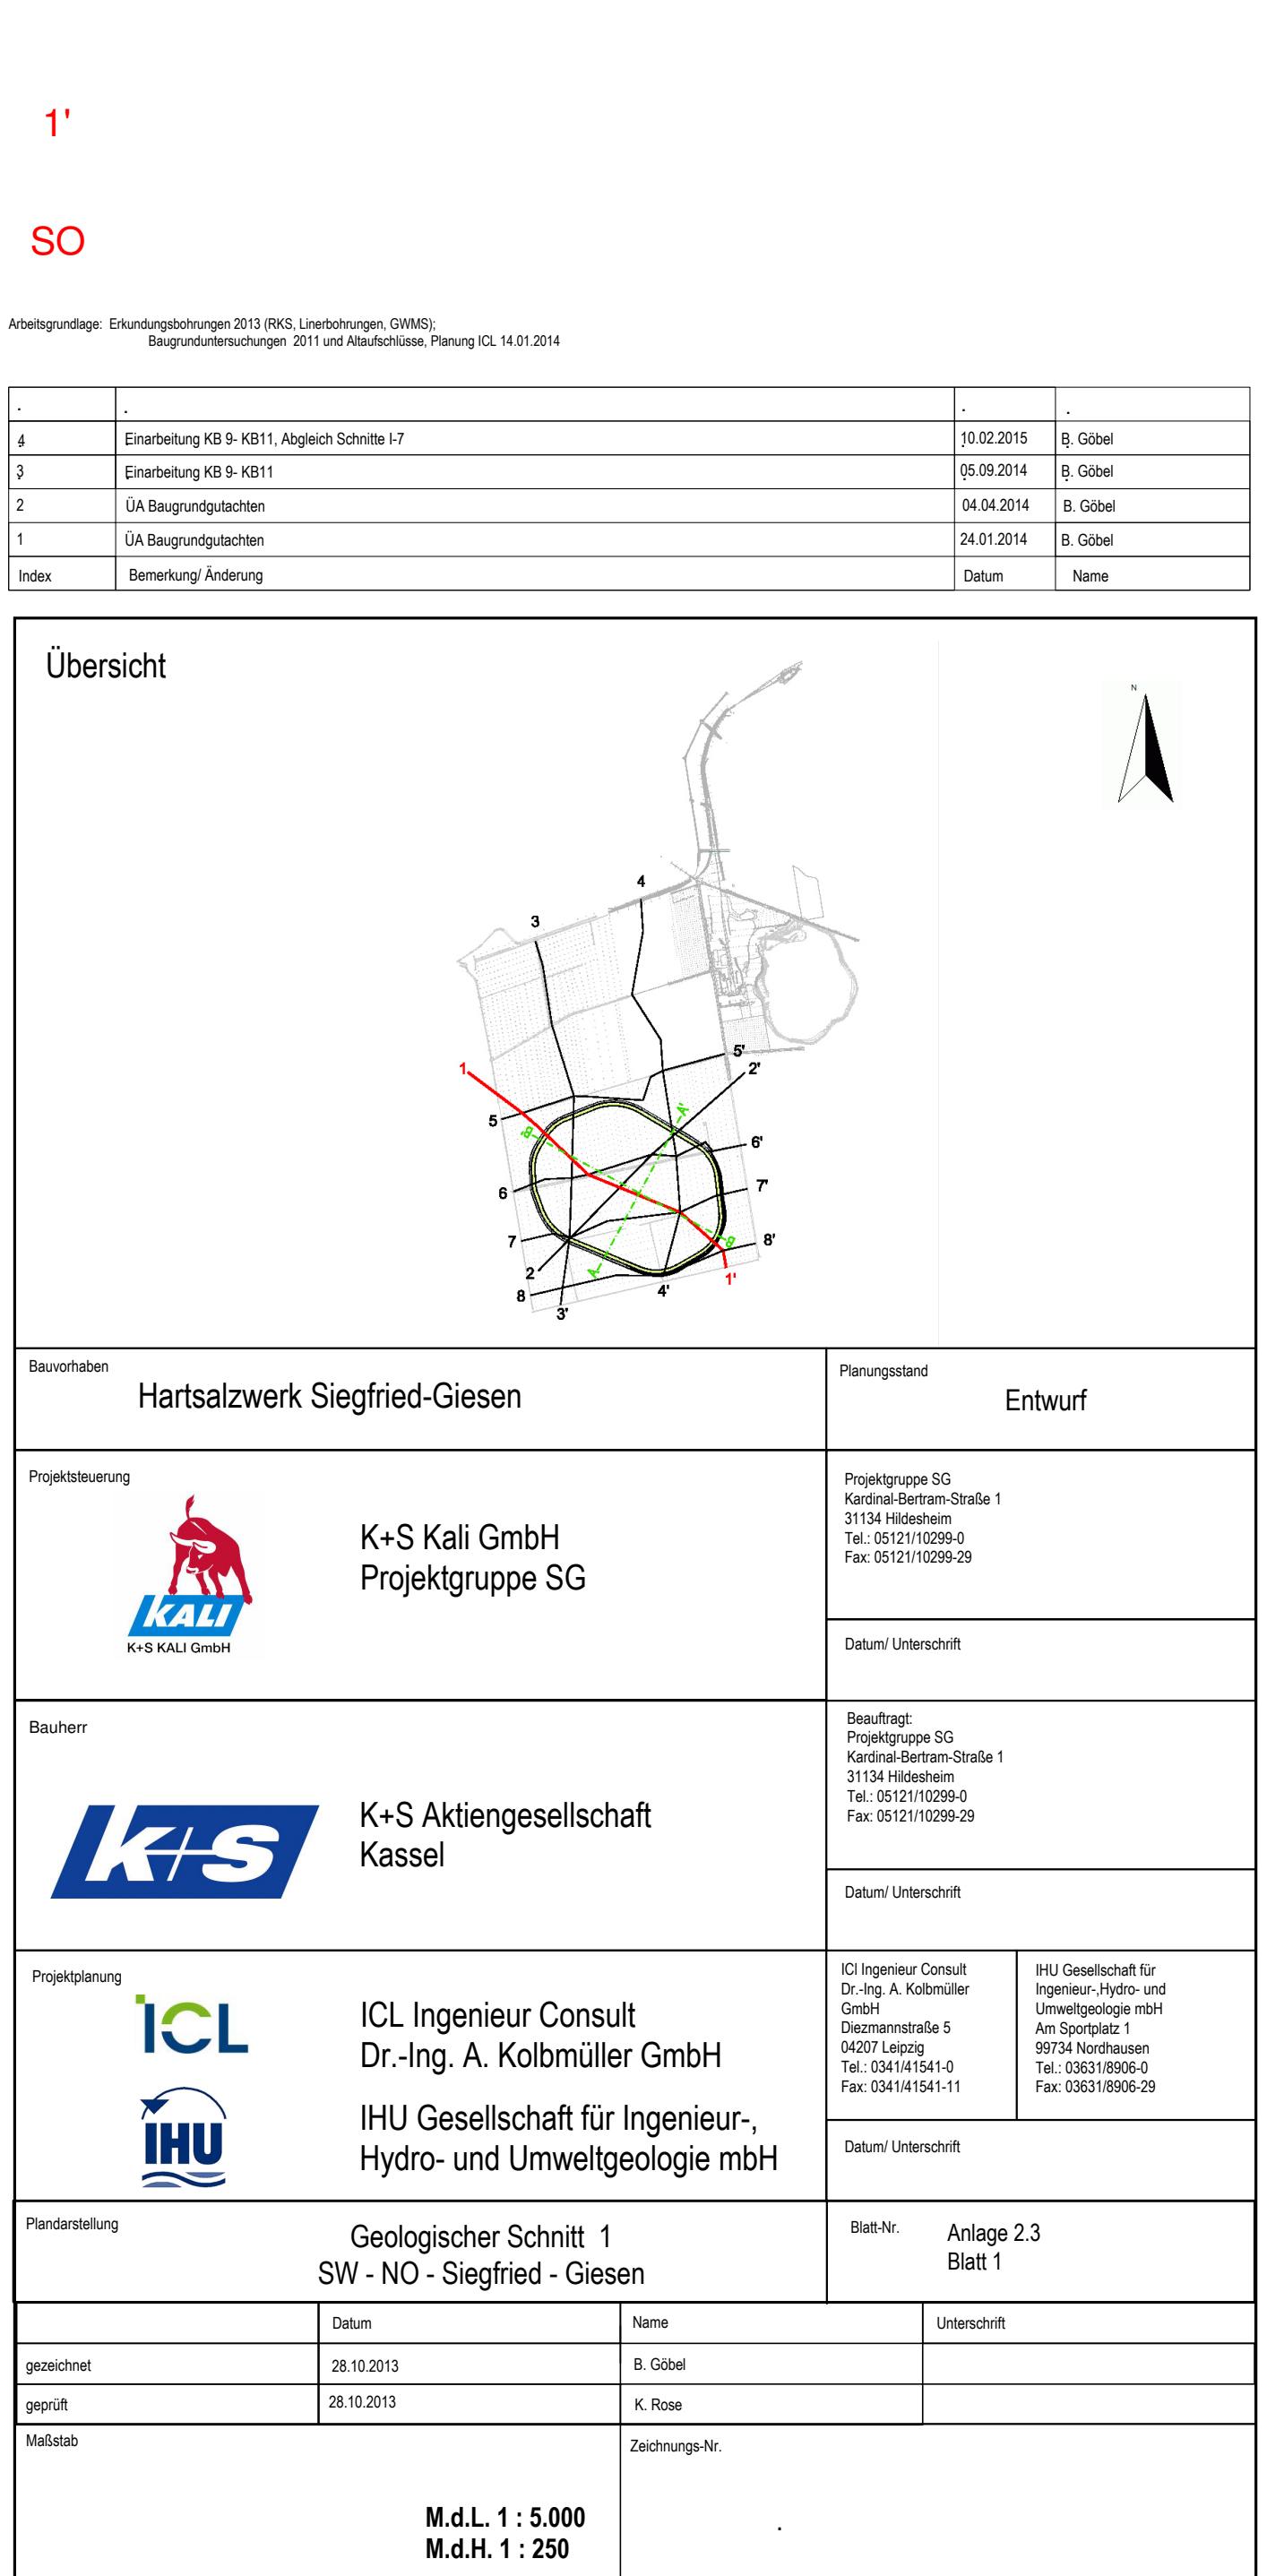 1'
SO
Arbeitsgrundlage: Erkundungsbohrungen 2013 (RKS, Linerbohrungen, GWMS);
Baugrunduntersuchungen 2011 und Altaufschlüsse, Planung ICL 14.01.2014
. . . .
4 Einarbeitung KB 9- KB11, Abgleich Schnitte I-7 10.02.2015 B. Göbel
3 Einarbeitung KB 9- KB11 05.09.2014 B. Göbel
2 ÜA Baugrundgutachten 04.04.2014 B. Göbel
1 ÜA Baugrundgutachten 24.01.2014 B. Göbel
Index Bemerkung/ Änderung Datum Name
Übersicht
N
4
3
5'
1
2'
A'
5
B
6'
6
7'
7
B
8'
2
A
1'
8
4'
3'
Bauvorhaben
Hartsalzwerk Siegfried-Giesen
Planungsstand
Entwurf
Projektsteuerung
KALI
K+S KALI GmbH
K+S Kali GmbH
Projektgruppe SG
Projektgruppe SG
Kardinal-Bertram-Straße 1
31134 Hildesheim
Tel.: 05121/10299-0
Fax: 05121/10299-29
Datum/ Unterschrift
Bauherr
K+S
K+S Aktiengesellschaft
Kassel
Beauftragt:
Projektgruppe SG
Kardinal-Bertram-Straße 1
31134 Hildesheim
Tel.: 05121/10299-0
Fax: 05121/10299-29
Datum/ Unterschrift
Projektplanung
ICL
ICL Ingenieur Consult
Dr.-Ing. A. Kolbmüller GmbH
IHU
IHU Gesellschaft für Ingenieur-,
Hydro- und Umweltgeologie mbH
ICl Ingenieur Consult
Dr.-Ing. A. Kolbmüller
GmbH
Diezmannstraße 5
04207 Leipzig
Tel.: 0341/41541-0
Fax: 0341/41541-11
IHU Gesellschaft für
Ingenieur-,Hydro- und
Umweltgeologie mbH
Am Sportplatz 1
99734 Nordhausen
Tel.: 03631/8906-0
Fax: 03631/8906-29
Datum/ Unterschrift
Plandarstellung
Geologischer Schnitt 1
SW - NO - Siegfried - Giesen
Blatt-Nr.
Anlage 2.3
Blatt 1
Datum Name Unterschrift
gezeichnet 28.10.2013 B. Göbel
geprüft 28.10.2013 K. Rose
Maßstab
M.d.L. 1 : 5.000
M.d.H. 1 : 250
Zeichnungs-Nr.
.